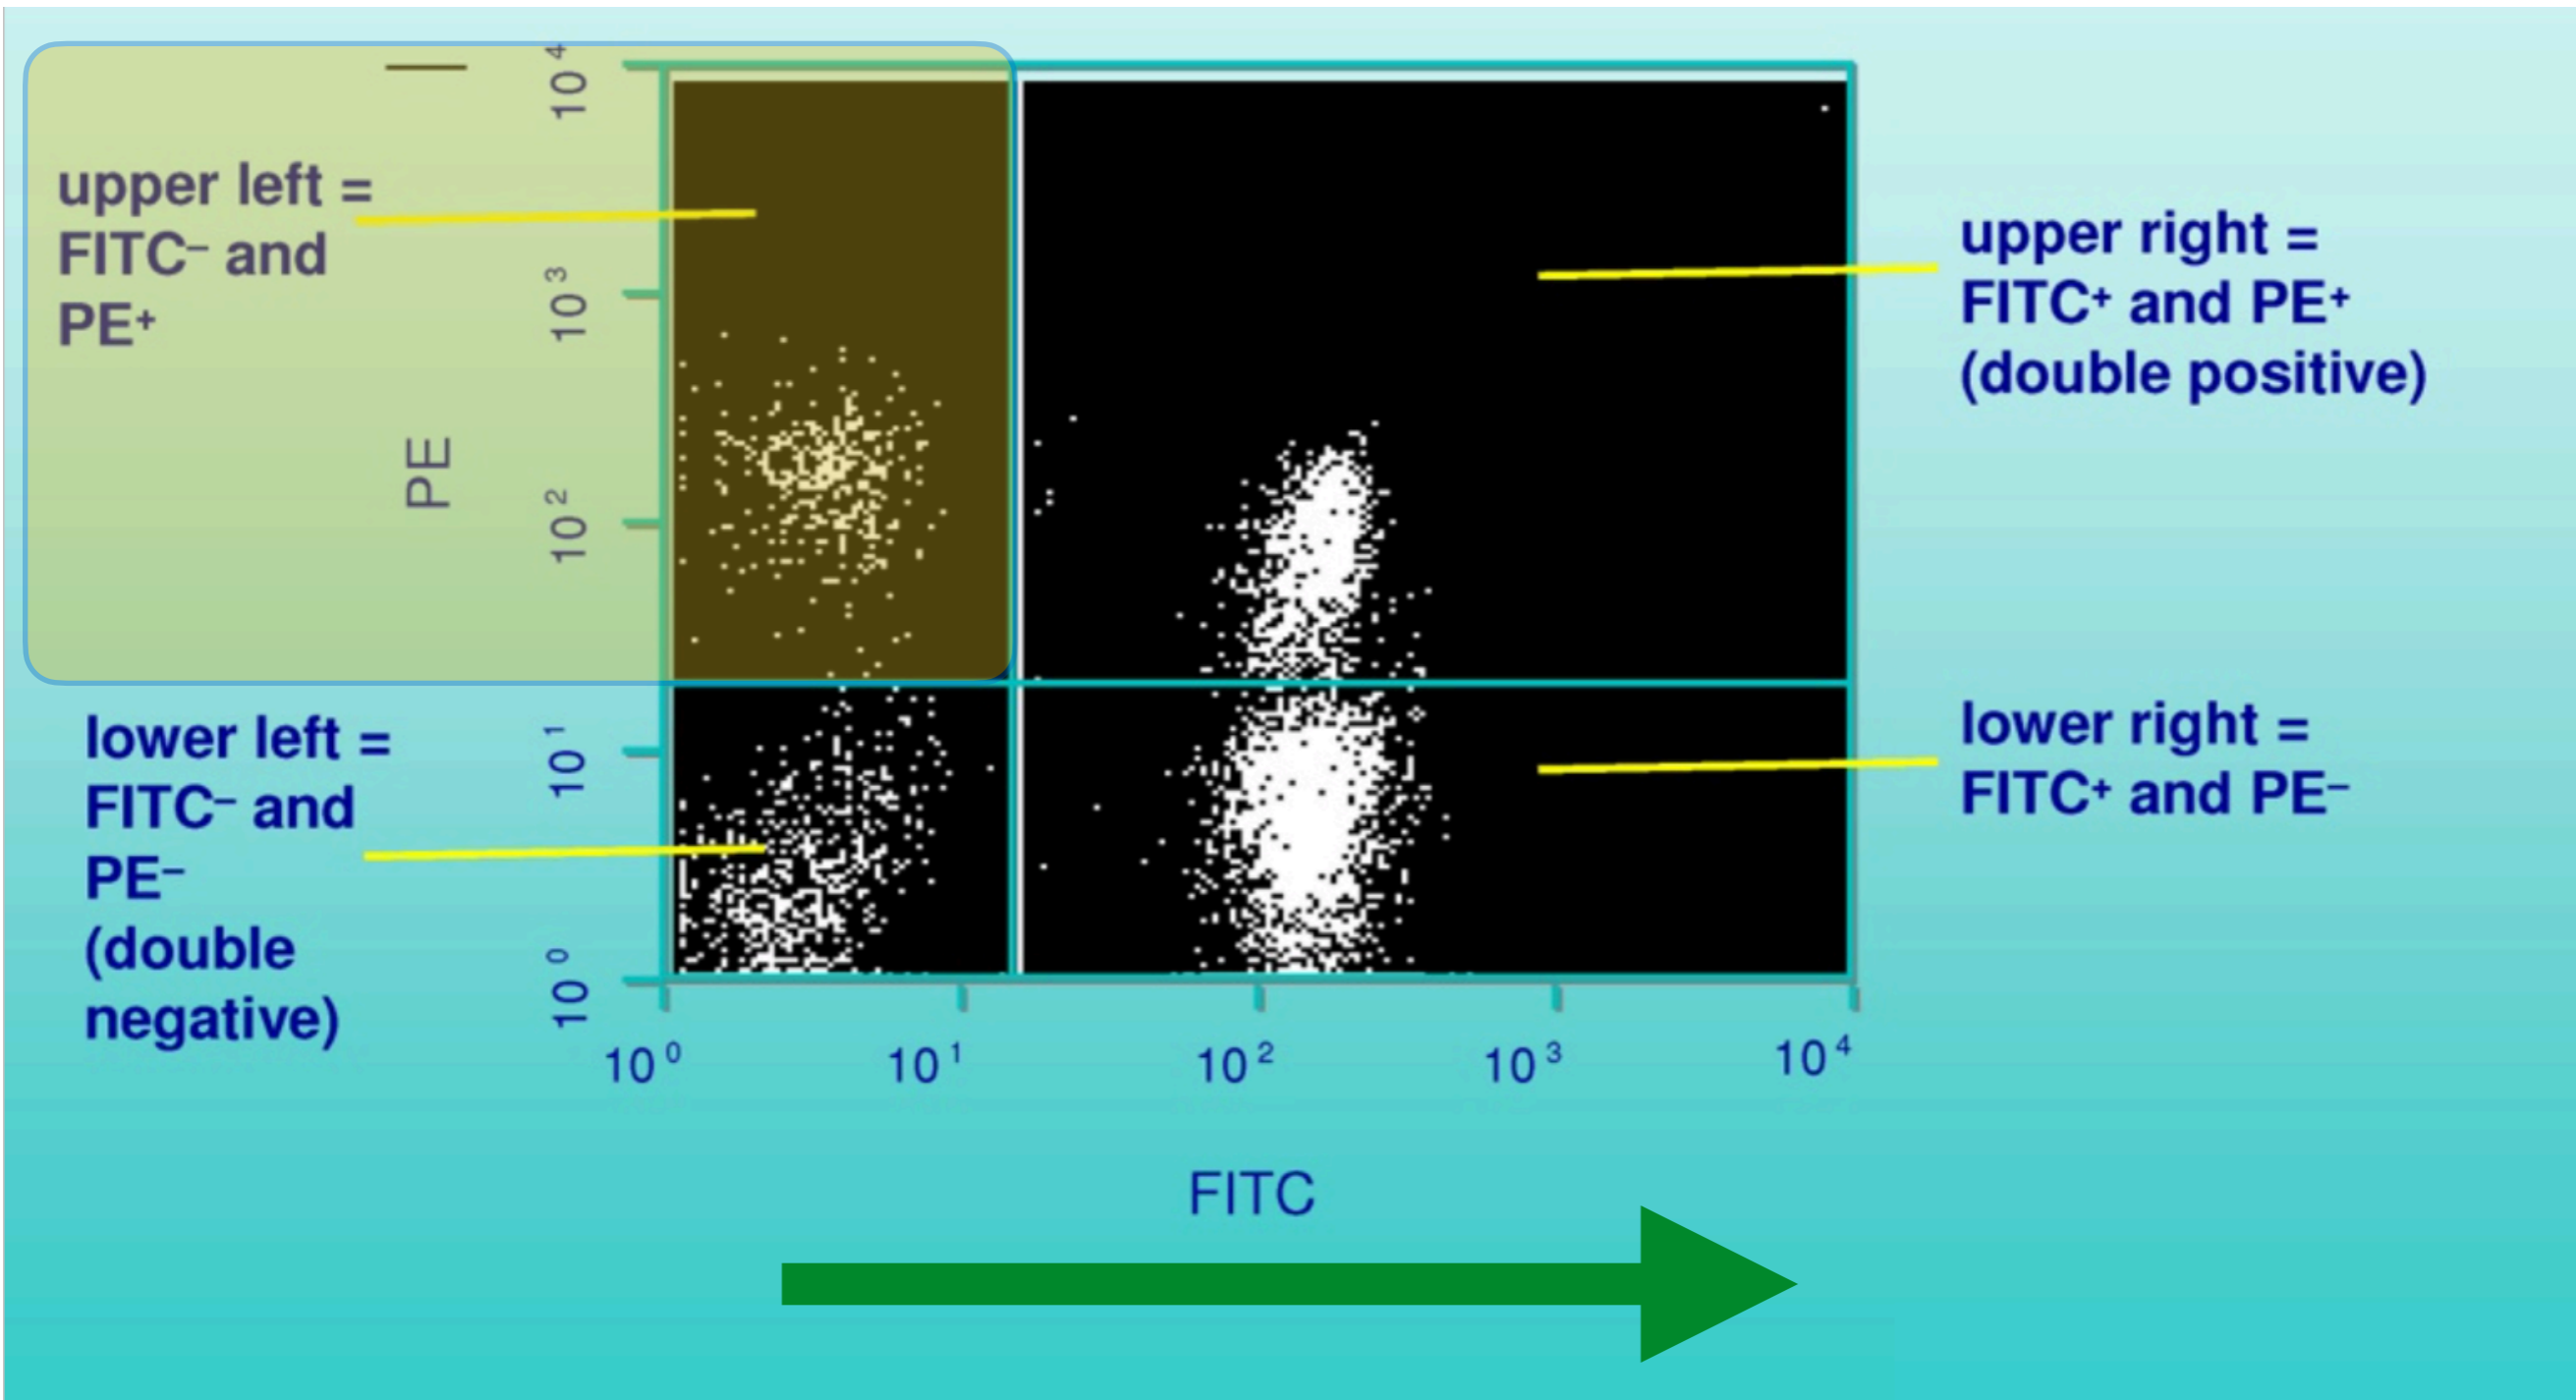 upper left =
FITC⁻ and
PE⁺
upper right =
FITC⁺ and PE⁺
(double positive)
lower left =
FITC⁻ and
PE⁻
(double
negative)
lower right =
FITC⁺ and PE⁻
PE
10⁴
10³
10²
10¹
10⁰
10⁰ 10¹ 10² 10³ 10⁴
FITC